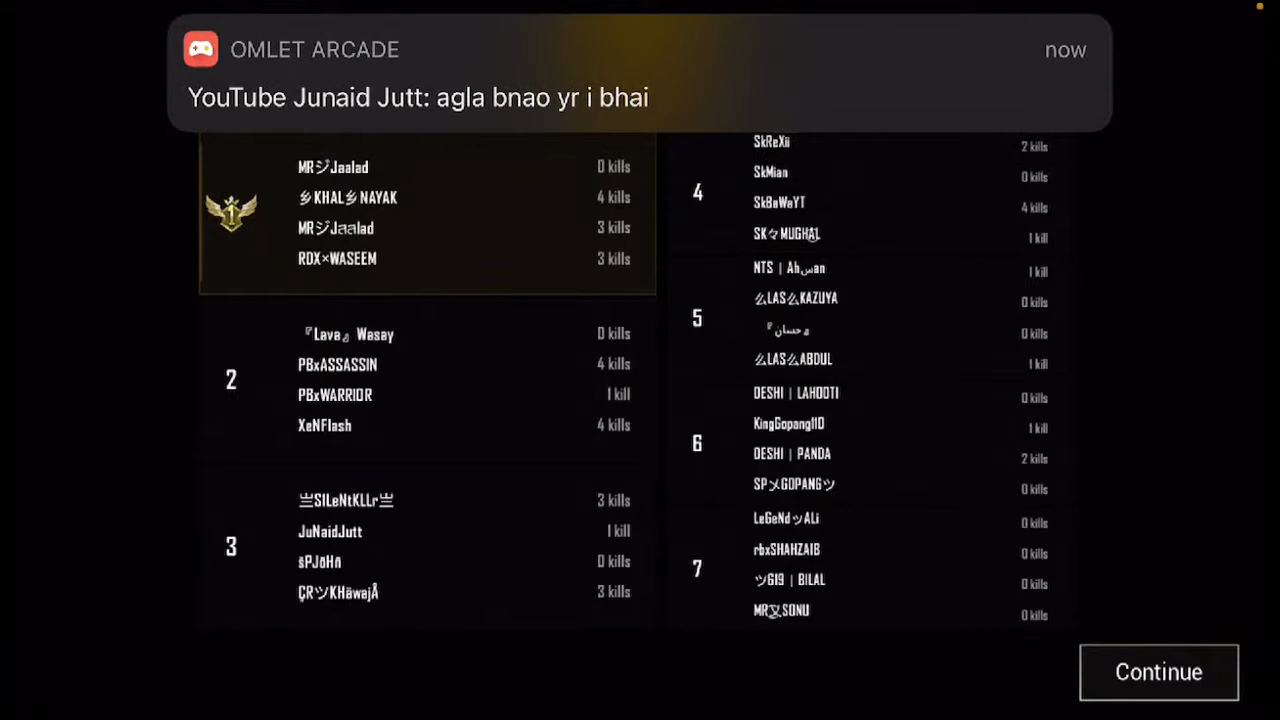 OMLET ARCADE
now
YouTube Junaid Jutt: agla bnao yr i bhai
1
MRジJaalad 0 kills
乡KHAL乡NAYAK 4 kills
MRジJaalad 3 kills
RDX×WASEEM 3 kills
2
『Lava』 Wasay 0 kills
PBxASSASSIN 4 kills
PBxWARRIOR 1 kill
XeNFlash 4 kills
3
亗SILeNtKLLr亗 3 kills
JuNaidJutt 1 kill
šPJöHñ 0 kills
ÇRツKHäwajÅ 3 kills
4
SkReXii 2 kills
SkMian 0 kills
SkBaWaYT 4 kills
SK々MUGHAL 1 kill
5
NTS | Ahسan 1 kill
么LAS么KAZUYA 0 kills
『حسان』 0 kills
么LAS么ABDUL 1 kill
6
DESHI | LAHOOTI 0 kills
KingGopang110 1 kill
DESHI | PANDA 2 kills
SPメGOPANGツ 0 kills
7
LeGeNdッALi 0 kills
rbxSHAHZAIB 0 kills
ツG19 | BILAL 0 kills
MR又SONU 0 kills
Continue